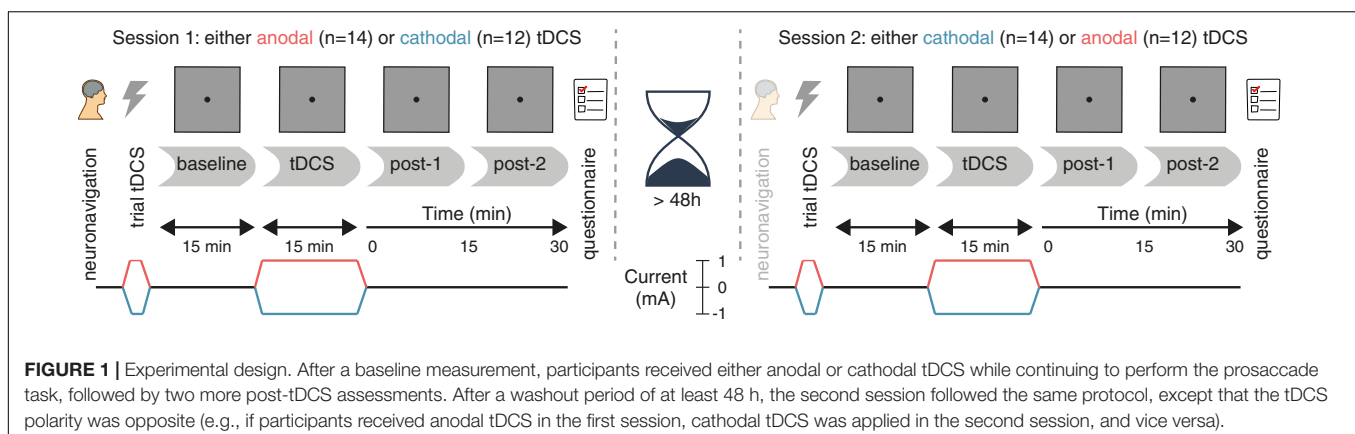 Session 1: either anodal (n=14) or cathodal (n=12) tDCS
neuronavigation
trial tDCS
baseline
tDCS
post-1
post-2
questionnaire
15 min
15 min
Time (min)
0
15
30
> 48h
Current
(mA)
1
0
-1
Session 2: either cathodal (n=14) or anodal (n=12) tDCS
neuronavigation
trial tDCS
baseline
tDCS
post-1
post-2
questionnaire
15 min
15 min
Time (min)
0
15
30
FIGURE 1 | Experimental design. After a baseline measurement, participants received either anodal or cathodal tDCS while continuing to perform the prosaccade
task, followed by two more post-tDCS assessments. After a washout period of at least 48 h, the second session followed the same protocol, except that the tDCS
polarity was opposite (e.g., if participants received anodal tDCS in the first session, cathodal tDCS was applied in the second session, and vice versa).